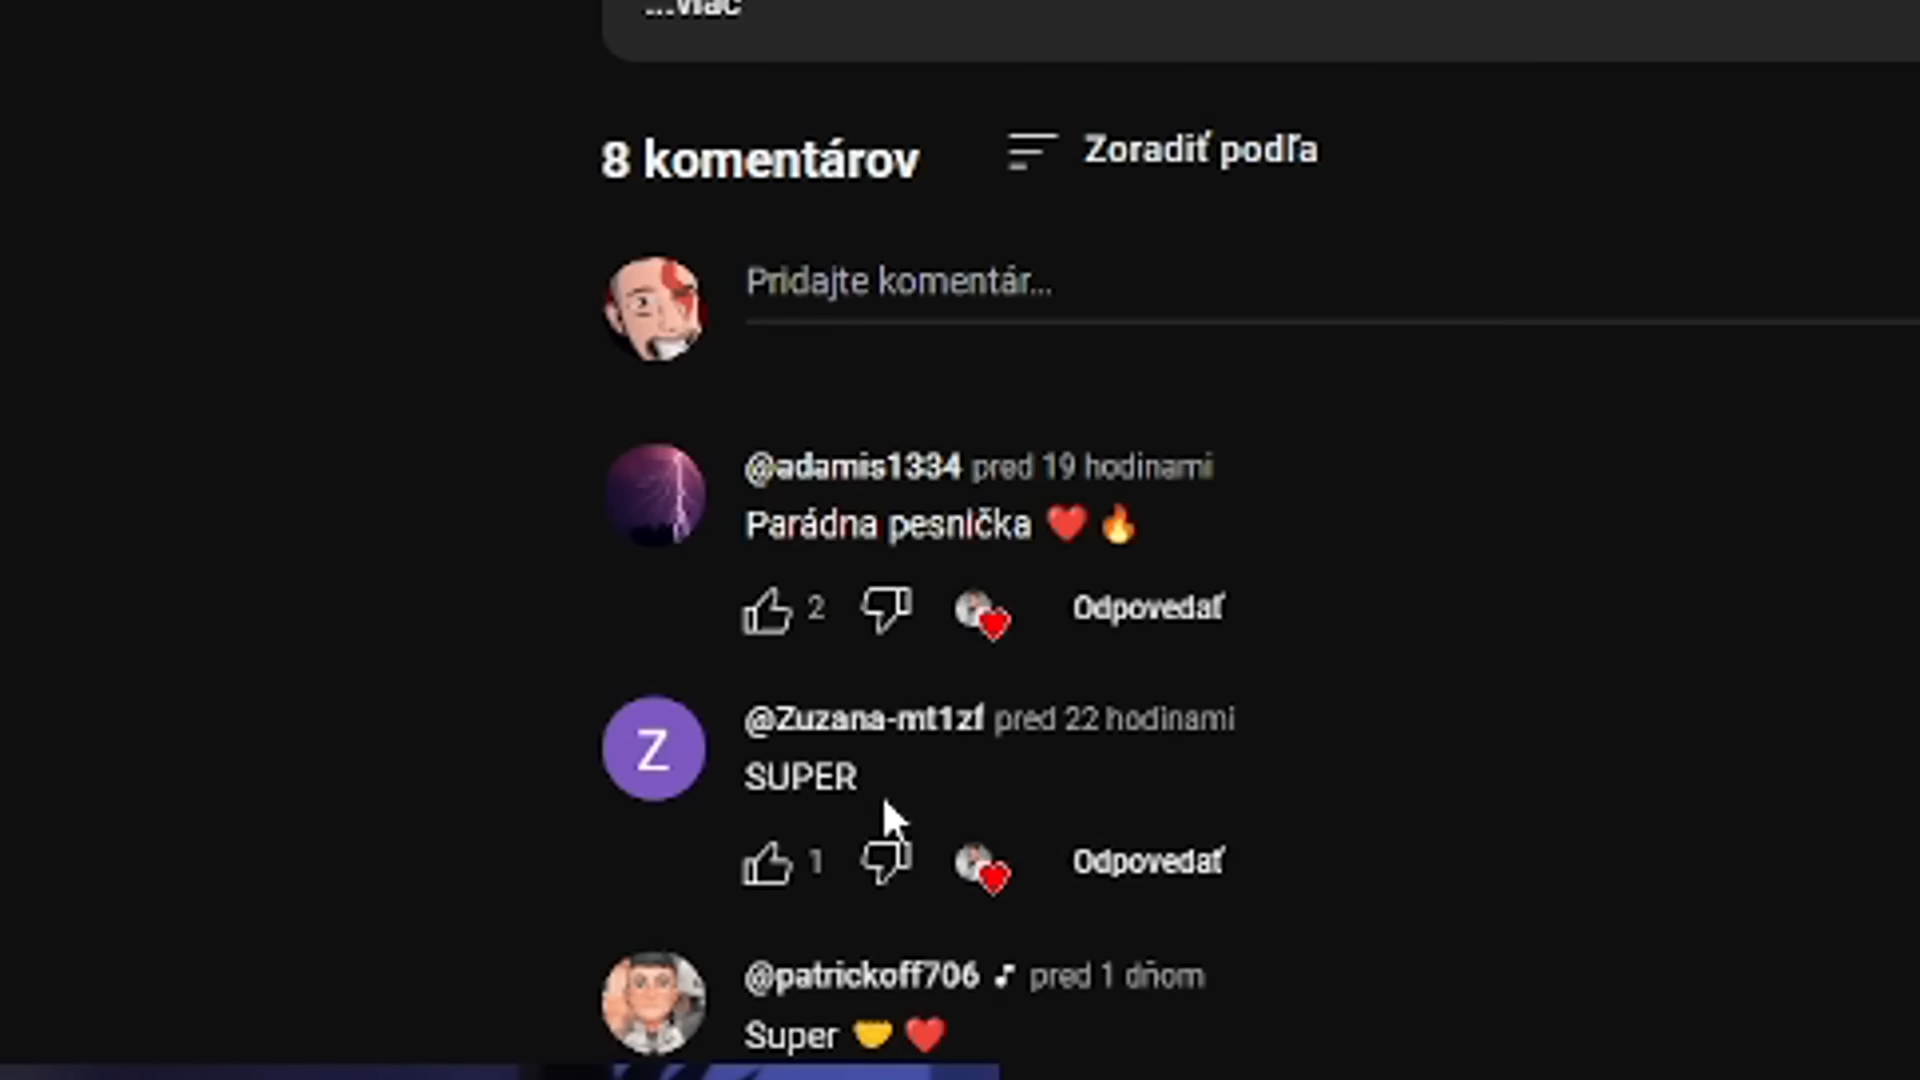 ...viac
8 komentárov
Zoradiť podľa
Pridajte komentár...
@adamis1334 pred 19 hodinami
Parádna pesnička ❤️ 🔥
2
Odpovedať
Z
@Zuzana-mt1zf pred 22 hodinami
SUPER
1
Odpovedať
@patrickoff706 ♪ pred 1 dňom
Super 🤝 ❤️